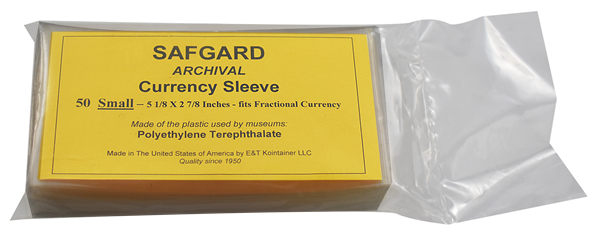 SAFGARD
ARCHIVAL
Currency Sleeve
50 Small – 5 1/8 X 2 7/8 Inches - fits Fractional Currency
Made of the plastic used by museums:
Polyethylene Terephthalate
Made in The United States of America by E&T Kointainer LLC
Quality since 1950